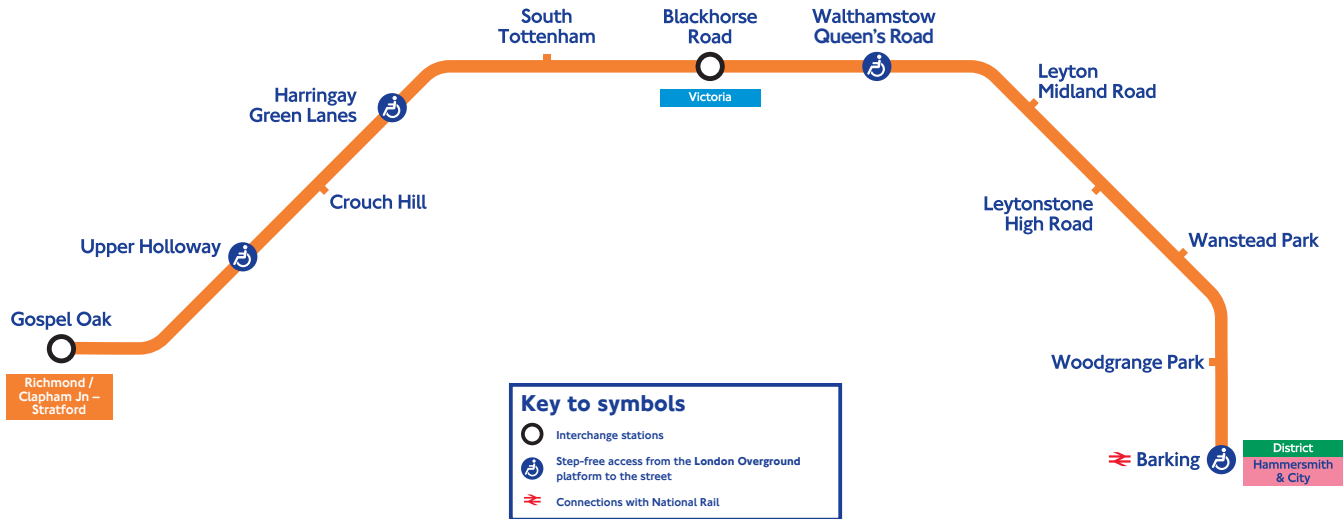 South
Tottenham
Blackhorse
Road
Victoria
Walthamstow
Queen's Road
Leyton
Midland Road
Harringay
Green Lanes
Crouch Hill
Leytonstone
High Road
Upper Holloway
Wanstead Park
Gospel Oak
Richmond /
Clapham Jn –
Stratford
Woodgrange Park
Barking
District
Hammersmith
& City
Key to symbols
Interchange stations
Step-free access from the London Overground
platform to the street
Connections with National Rail